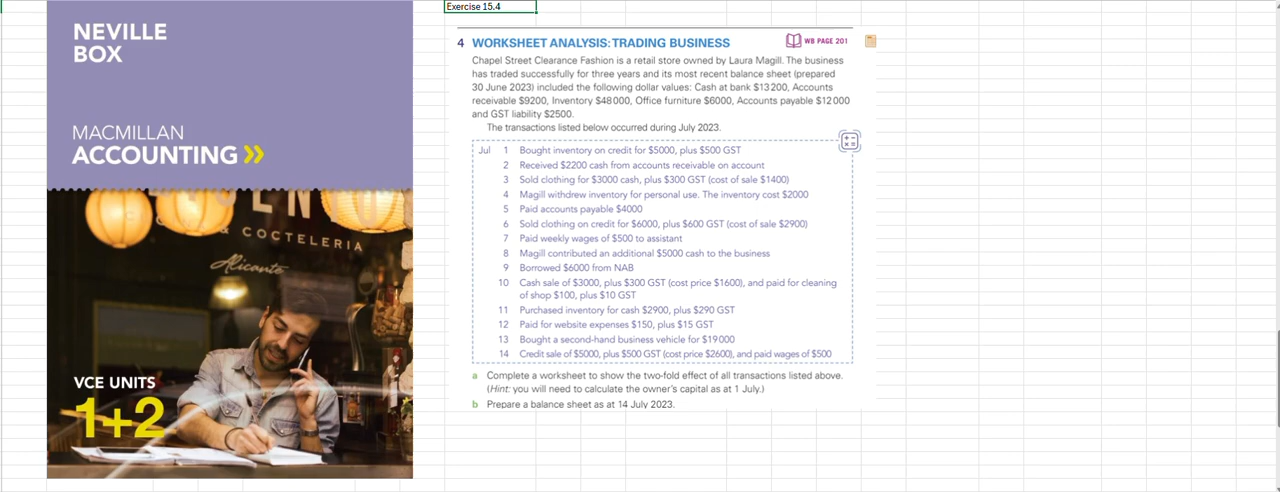 Exercise 15.4
NEVILLE
BOX
MACMILLAN
ACCOUNTING
COCTELERIA
Alicante
VCE UNITS
1+2
4 WORKSHEET ANALYSIS: TRADING BUSINESS
WB PAGE 201
Chapel Street Clearance Fashion is a retail store owned by Laura Magill. The business
has traded successfully for three years and its most recent balance sheet (prepared
30 June 2023) included the following dollar values: Cash at bank $13 200, Accounts
receivable $9200, Inventory $48 000, Office furniture $6000, Accounts payable $12 000
and GST liability $2500.
The transactions listed below occurred during July 2023.
Jul 1 Bought inventory on credit for $5000, plus $500 GST
2 Received $2200 cash from accounts receivable on account
3 Sold clothing for $3000 cash, plus $300 GST (cost of sale $1400)
4 Magill withdrew inventory for personal use. The inventory cost $2000
5 Paid accounts payable $4000
6 Sold clothing on credit for $6000, plus $600 GST (cost of sale $2900)
7 Paid weekly wages of $500 to assistant
8 Magill contributed an additional $5000 cash to the business
9 Borrowed $6000 from NAB
10 Cash sale of $3000, plus $300 GST (cost price $1600), and paid for cleaning
of shop $100, plus $10 GST
11 Purchased inventory for cash $2900, plus $290 GST
12 Paid for website expenses $150, plus $15 GST
13 Bought a second-hand business vehicle for $19 000
14 Credit sale of $5000, plus $500 GST (cost price $2600), and paid wages of $500
a Complete a worksheet to show the two-fold effect of all transactions listed above.
(Hint: you will need to calculate the owner's capital as at 1 July.)
b Prepare a balance sheet as at 14 July 2023.